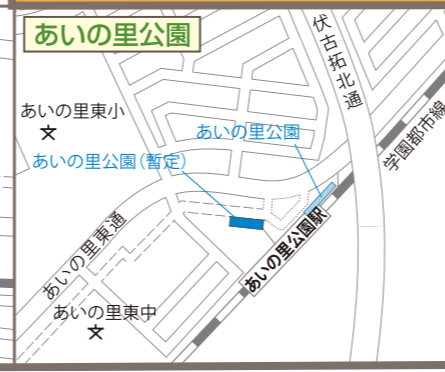 あいの里公園
伏古拓北通
あいの里東小
あいの里公園
あいの里公園(暫定)
学園都市線
あいの里東通
あいの里公園駅
あいの里東中